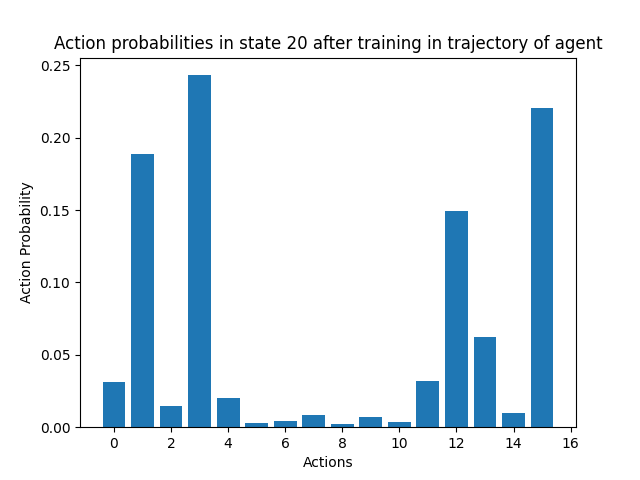 Action probabilities in state 20 after training in trajectory of agent
0.25
0.20
0.15
0.10
0.05
0.00
Action Probability
0 2 4 6 8 10 12 14 16
Actions